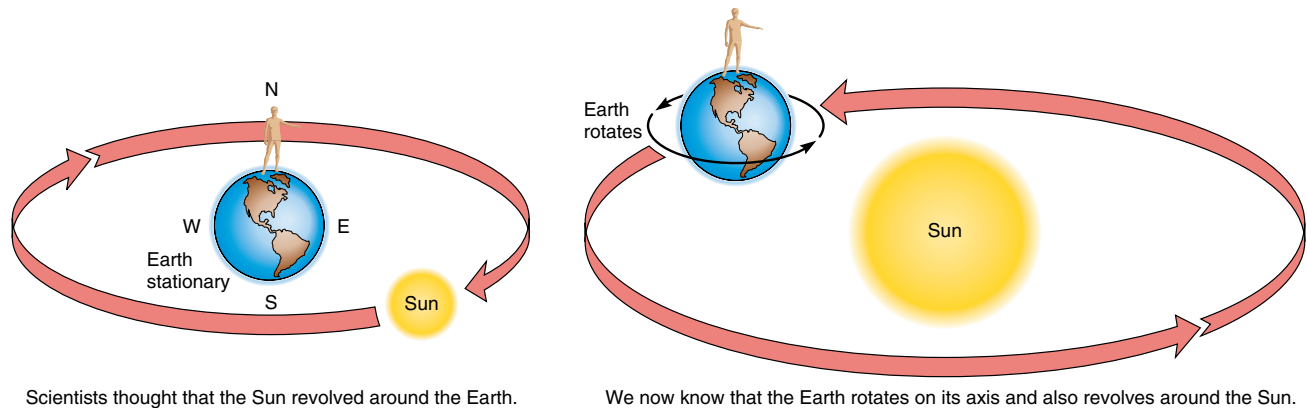 N
W
E
Earth
stationary
S
Sun
Scientists thought that the Sun revolved around the Earth.
Earth
rotates
Sun
We now know that the Earth rotates on its axis and also revolves around the Sun.